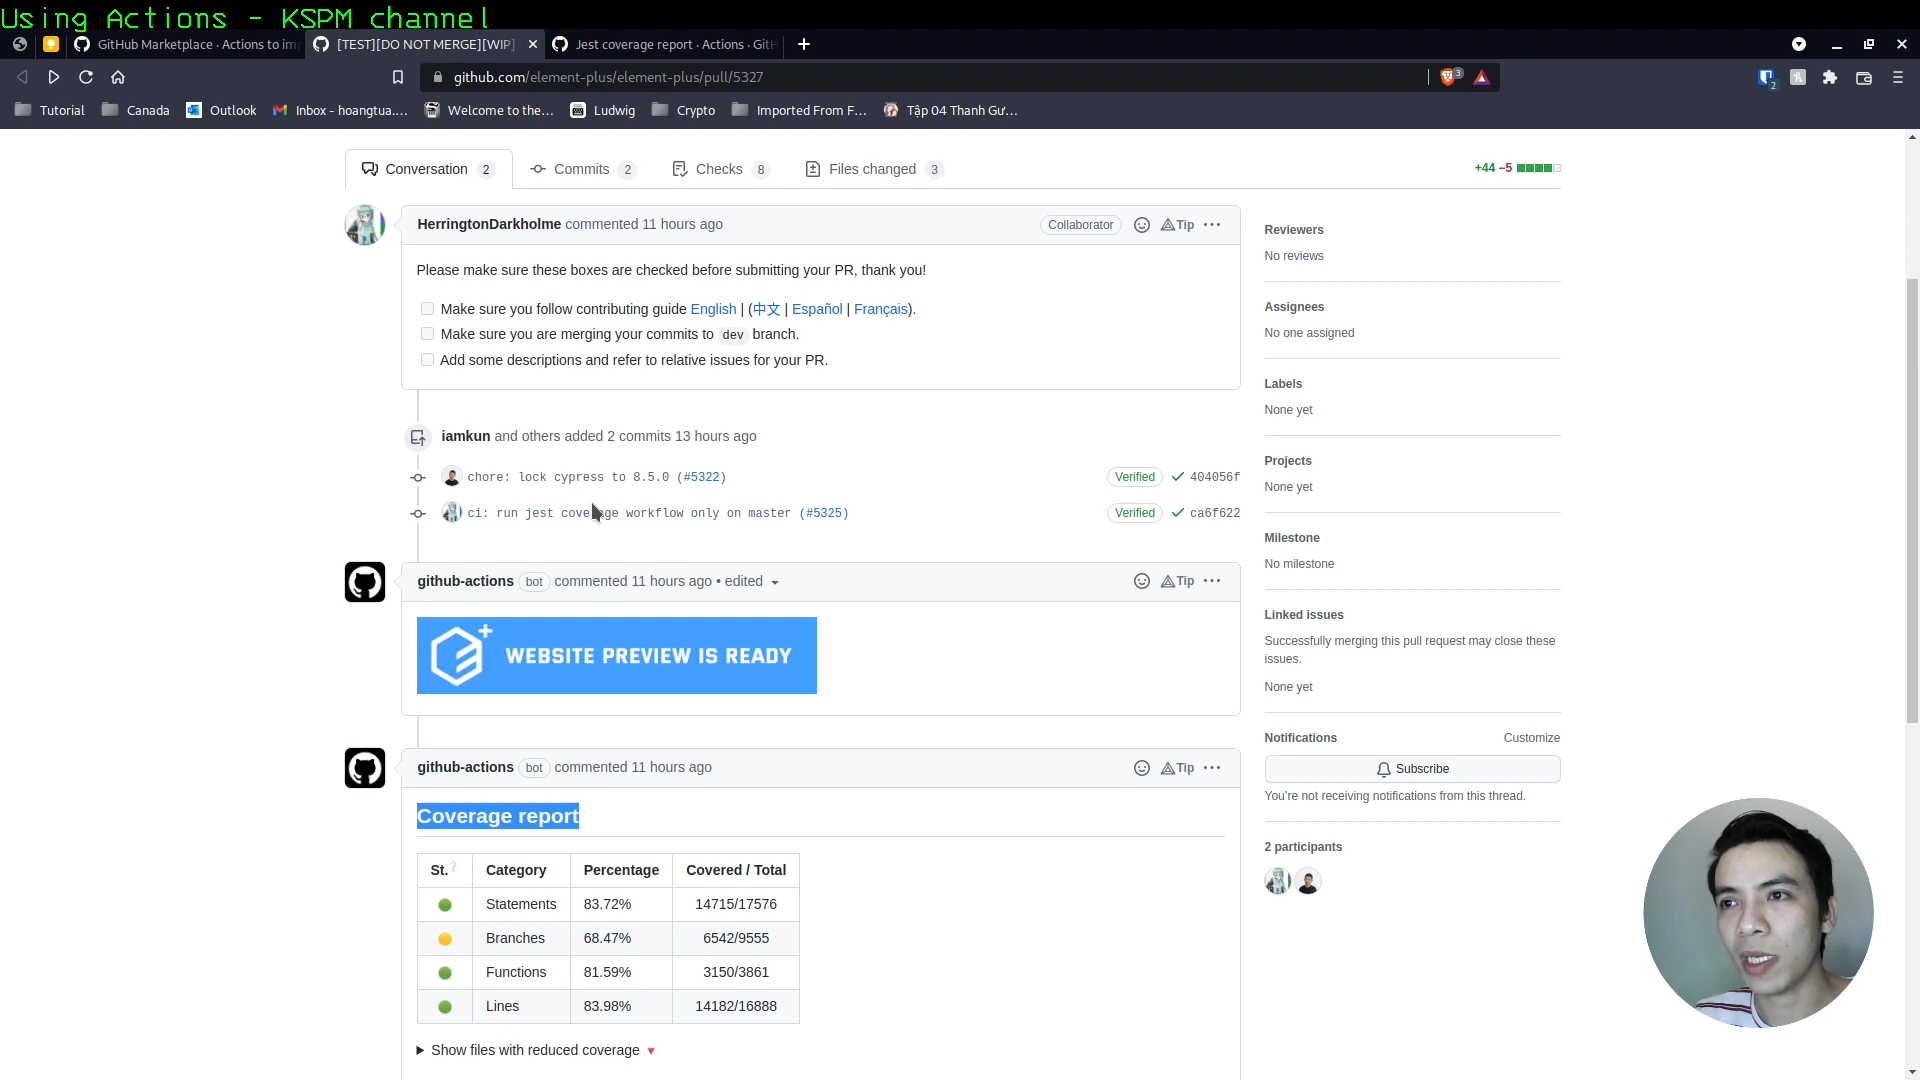 Using Actions - KSPM channel
GitHub Marketplace · Actions to im
[TEST][DO NOT MERGE][WIP]
Jest coverage report · Actions · GitH
github.com/element-plus/element-plus/pull/5327
3
2
Tutorial
Canada
Outlook
Inbox - hoangtua....
Welcome to the...
Ludwig
Crypto
Imported From F...
Tập 04 Thanh Gư...
Conversation 2
Commits 2
Checks 8
Files changed 3
+44 −5
HerringtonDarkholme commented 11 hours ago
Collaborator
Tip
Please make sure these boxes are checked before submitting your PR, thank you!
Make sure you follow contributing guide English | (中文 | Español | Français).
Make sure you are merging your commits to dev branch.
Add some descriptions and refer to relative issues for your PR.
iamkun and others added 2 commits 13 hours ago
chore: lock cypress to 8.5.0 (#5322)
Verified 404056f
ci: run jest coverage workflow only on master (#5325)
Verified ca6f622
github-actions bot commented 11 hours ago • edited
Tip
WEBSITE PREVIEW IS READY
github-actions bot commented 11 hours ago
Tip
Coverage report
St.? Category Percentage Covered / Total
Statements 83.72% 14715/17576
Branches 68.47% 6542/9555
Functions 81.59% 3150/3861
Lines 83.98% 14182/16888
Show files with reduced coverage
Reviewers
No reviews
Assignees
No one assigned
Labels
None yet
Projects
None yet
Milestone
No milestone
Linked issues
Successfully merging this pull request may close these
issues.
None yet
Notifications
Customize
Subscribe
You're not receiving notifications from this thread.
2 participants